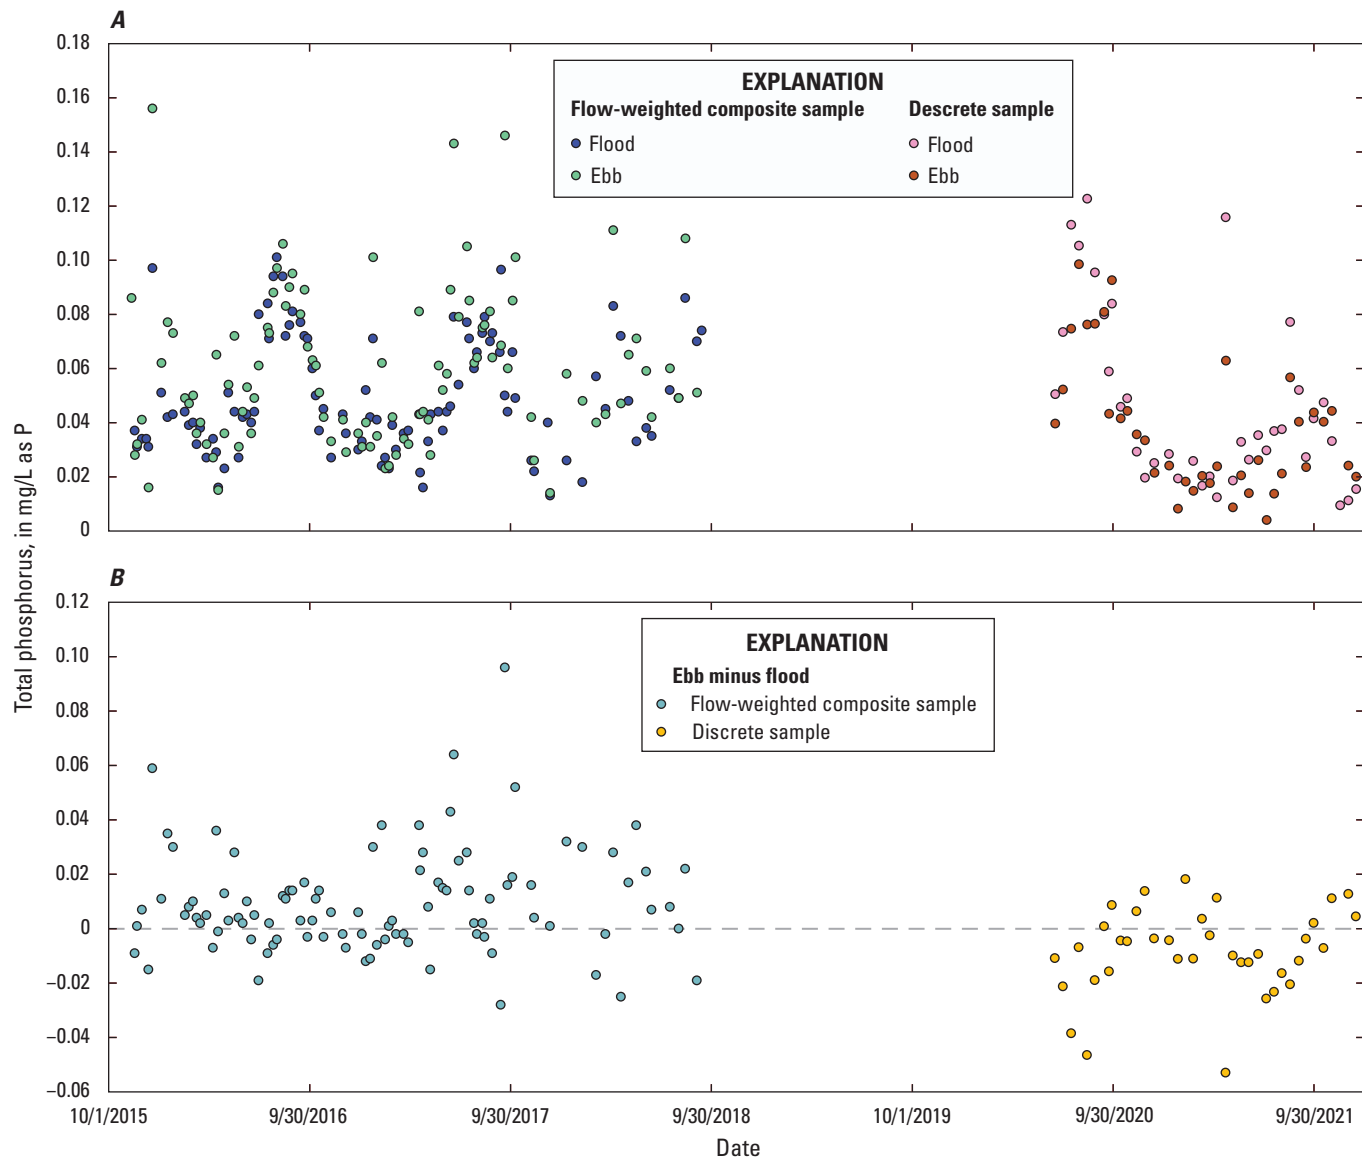 A
0.18
0.16
0.14
0.12
0.10
0.08
0.06
0.04
0.02
0
EXPLANATION
Flow-weighted composite sample Descrete sample
Flood Flood
Ebb Ebb
Total phosphorus, in mg/L as P
B
0.12
0.10
0.08
0.06
0.04
0.02
0
−0.02
−0.04
−0.06
EXPLANATION
Ebb minus flood
Flow-weighted composite sample
Discrete sample
10/1/2015 9/30/2016 9/30/2017 9/30/2018 10/1/2019 9/30/2020 9/30/2021
Date